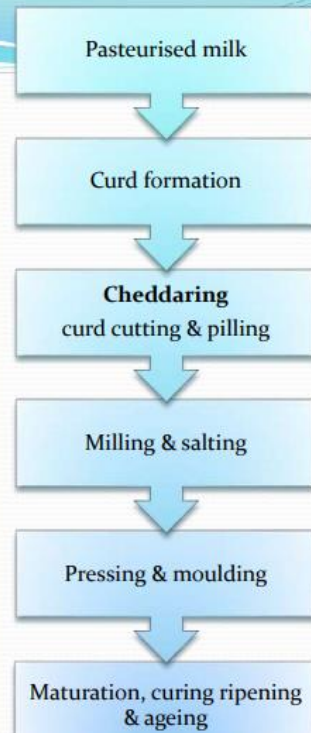 Pasteurised milk
Curd formation
Cheddaring
curd cutting & pilling
Milling & salting
Pressing & moulding
Maturation, curing ripening
& ageing